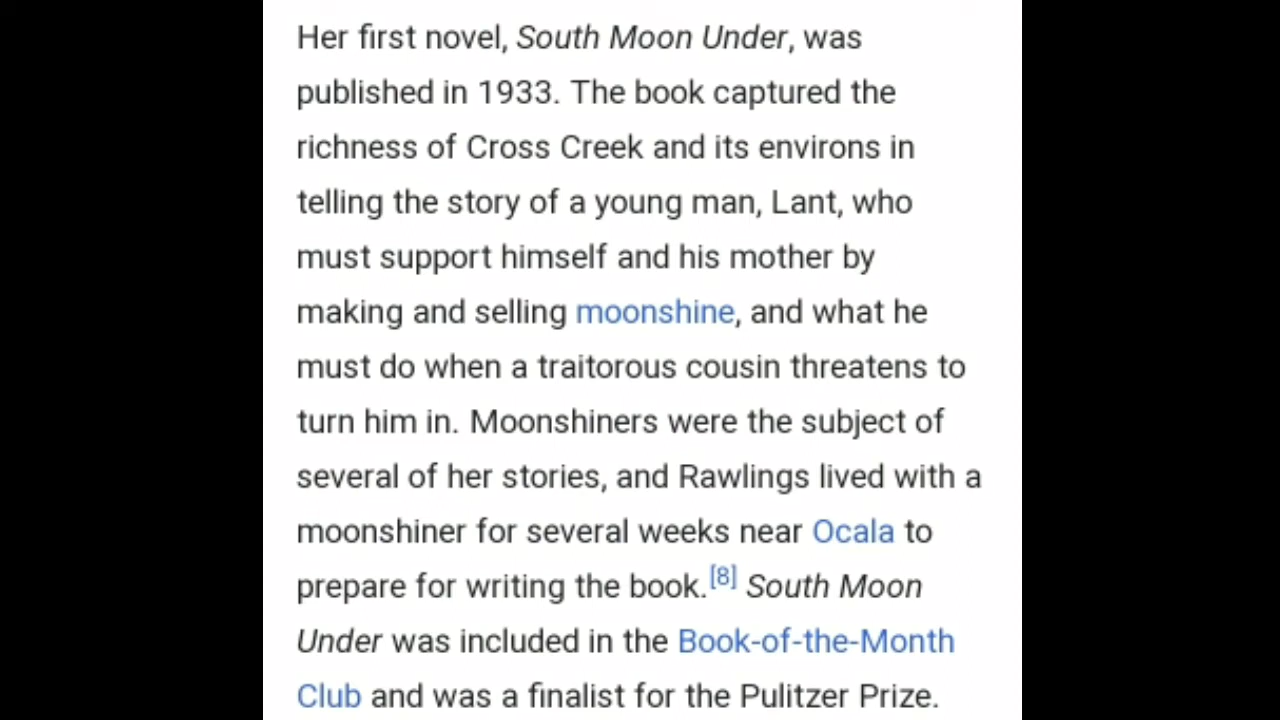 Her first novel, South Moon Under, was
published in 1933. The book captured the
richness of Cross Creek and its environs in
telling the story of a young man, Lant, who
must support himself and his mother by
making and selling moonshine, and what he
must do when a traitorous cousin threatens to
turn him in. Moonshiners were the subject of
several of her stories, and Rawlings lived with a
moonshiner for several weeks near Ocala to
prepare for writing the book.[8] South Moon
Under was included in the Book-of-the-Month
Club and was a finalist for the Pulitzer Prize.